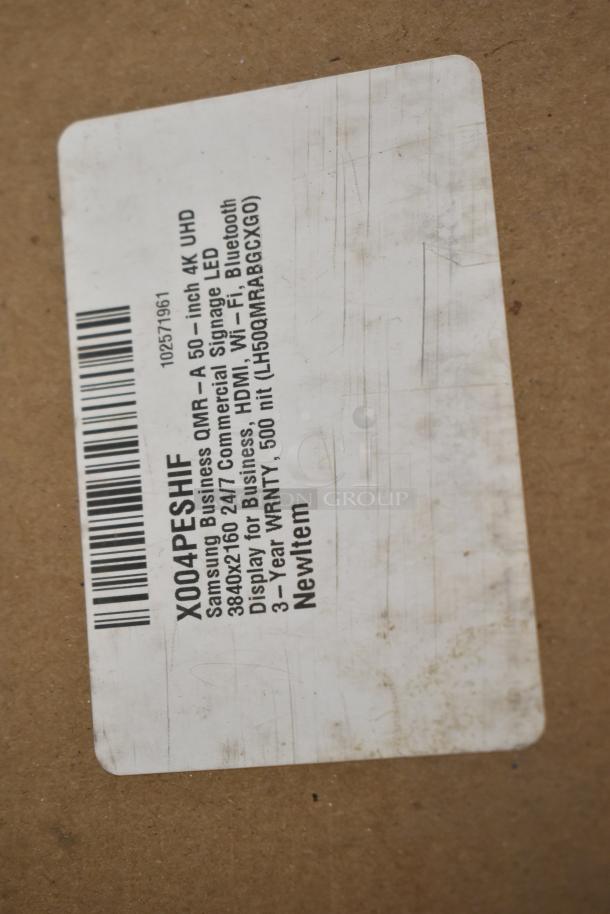 102571961
X004PESHIF
Samsung Business QMR-A 50-inch 4K UHD
3840x2160 24/7 Commercial Signage LED
Display for Business, HDMI, Wi-Fi, Bluetooth
3-Year WRNTY, 500 nit (LH50QMRABGCXGO)
NewItem
GROUP